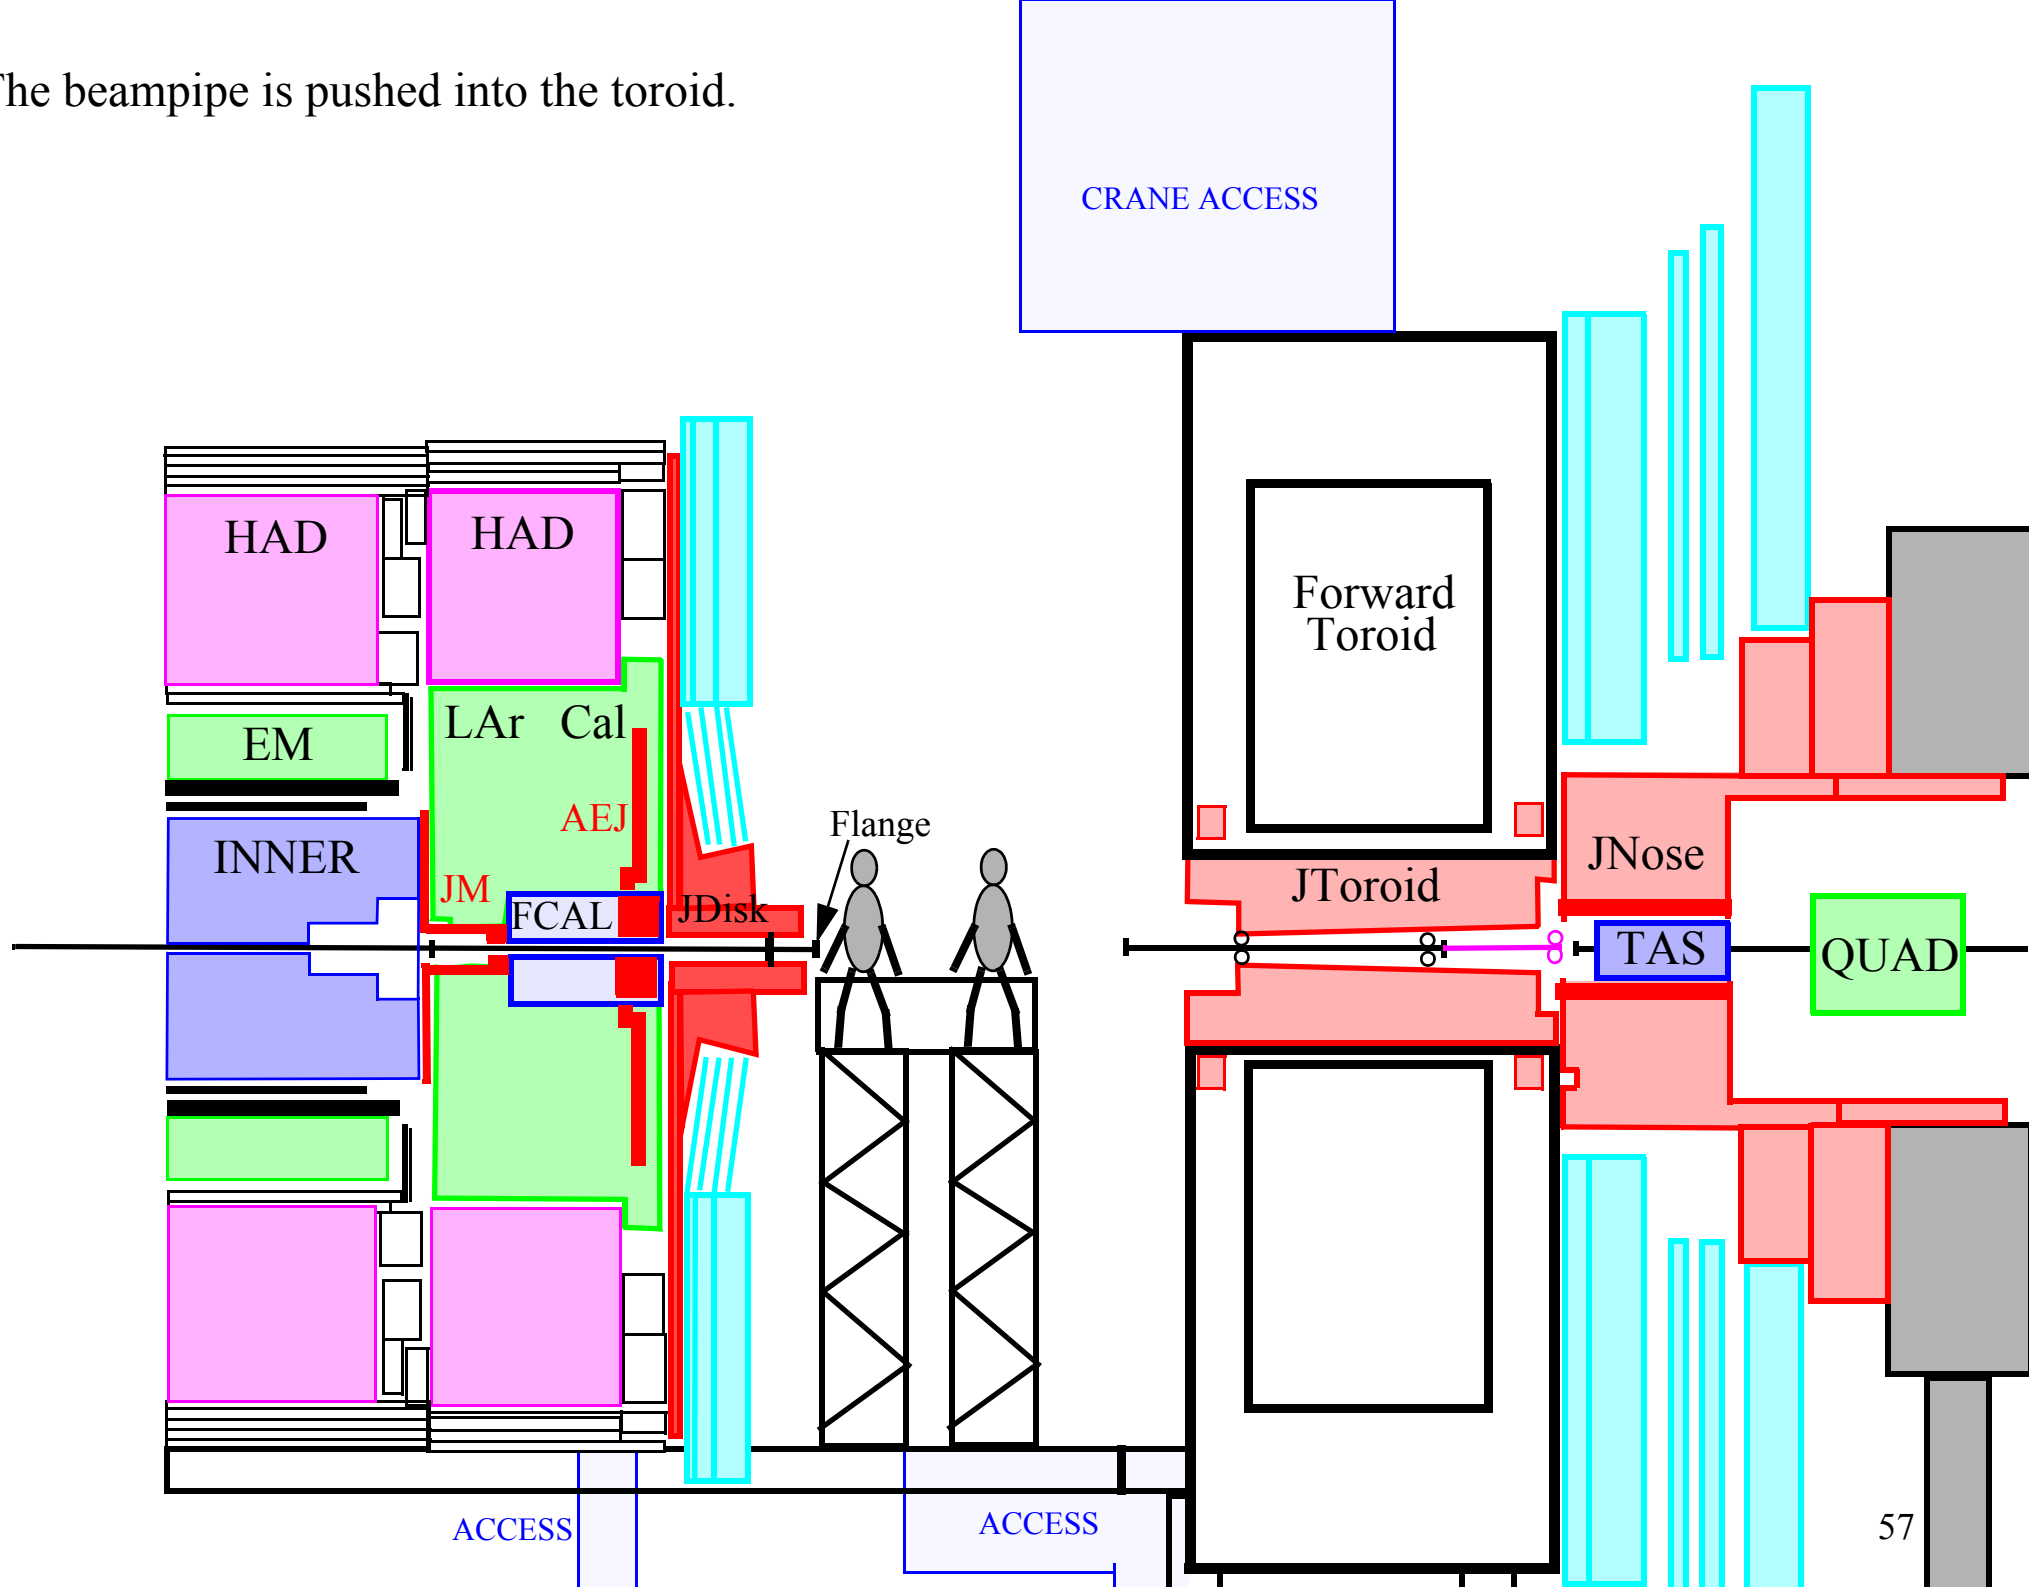 The beampipe is pushed into the toroid.
CRANE ACCESS
HAD
HAD
Forward
Toroid
LAr Cal
EM
AEJ
Flange
INNER
JM
FCAL
JDisk
JToroid
JNose
TAS
QUAD
ACCESS
ACCESS
57